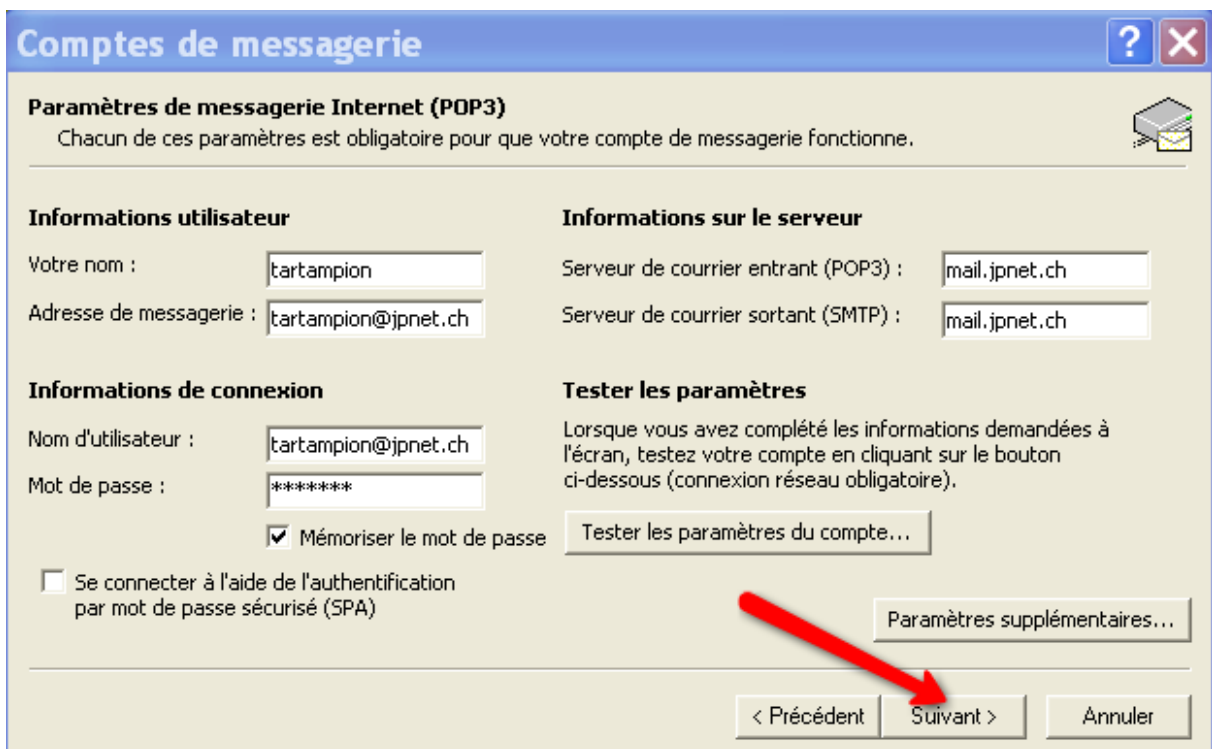 Comptes de messagerie
Paramètres de messagerie Internet (POP3)
Chacun de ces paramètres est obligatoire pour que votre compte de messagerie fonctionne.
Informations utilisateur
Votre nom :
tartampion
Adresse de messagerie :
tartampion@jpnet.ch
Informations sur le serveur
Serveur de courrier entrant (POP3) :
mail.jpnet.ch
Serveur de courrier sortant (SMTP) :
mail.jpnet.ch
Informations de connexion
Nom d'utilisateur :
tartampion@jpnet.ch
Mot de passe :
*******
Mémoriser le mot de passe
Se connecter à l'aide de l'authentification
par mot de passe sécurisé (SPA)
Tester les paramètres
Lorsque vous avez complété les informations demandées à
l'écran, testez votre compte en cliquant sur le bouton
ci-dessous (connexion réseau obligatoire).
Tester les paramètres du compte...
Paramètres supplémentaires...
< Précédent
Suivant >
Annuler